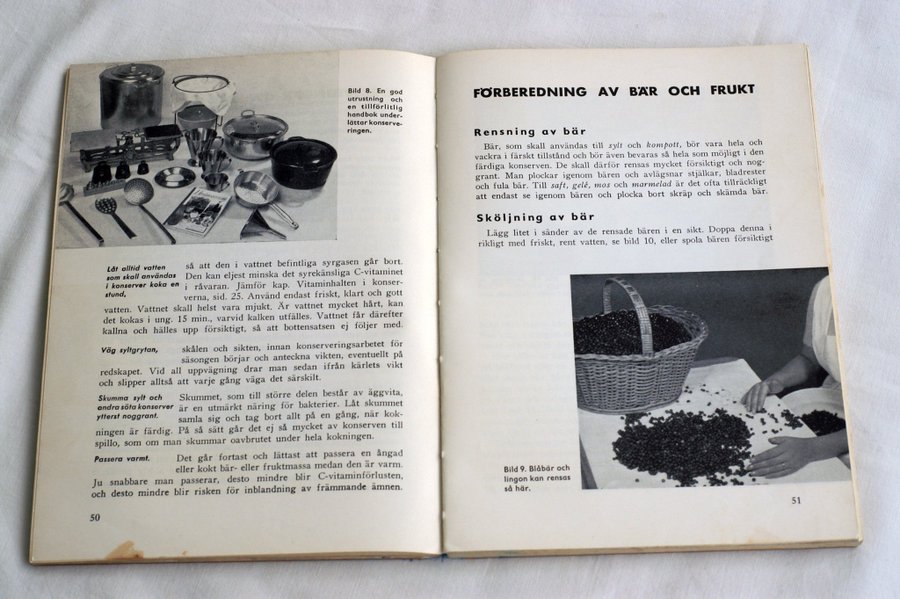 Bild 8. En god
utrustning och
en tillförlitlig
handbok under-
lättar konserve-
ringen.
Låt alltid vatten
som skall användas
i konserver koka en
stund,
så att den i vattnet befintliga syrgasen går bort.
Den kan eljest minska det syrekänsliga C-vitaminet
i råvaran. Jämför kap. Vitaminhalten i konser-
verna, sid. 25. Använd endast friskt, klart och gott
vatten. Vattnet skall helst vara mjukt. Är vattnet mycket hårt, kan
det kokas i ung. 15 min., varvid kalken utfälles. Vattnet får därefter
kallna och hälles upp försiktigt, så att bottensatsen ej följer med.
Väg syltgrytan,
skålen och sikten, innan konserveringsarbetet för
säsongen börjar och anteckna vikten, eventuellt på
redskapet. Vid all uppvägning drar man sedan ifrån kärlets vikt
och slipper alltså att varje gång väga det särskilt.
Skumma sylt och
andra söta konserver
ytterst noggrant.
Skummet, som till större delen består av äggvita,
är en utmärkt näring för bakterier. Låt skummet
samla sig och tag bort allt på en gång, när kok-
ningen är färdig. På så sätt går det ej så mycket av konserven till
spillo, som om man skummar oavbrutet under hela kokningen.
Passera varmt.
Det går fortast och lättast att passera en ångad
eller kokt bär- eller fruktmassa medan den är varm.
Ju snabbare man passerar, desto mindre blir C-vitaminförlusten,
och desto mindre blir risken för inblandning av främmande ämnen.
50
FÖRBEREDNING AV BÄR OCH FRUKT
Rensning av bär
Bär, som skall användas till sylt och kompott, bör vara hela och
vackra i färskt tillstånd och bör även bevaras så hela som möjligt i den
färdiga konserven. De skall därför rensas mycket försiktigt och nog-
grant. Man plockar igenom bären och avlägsnar stjälkar, bladrester
och fula bär. Till saft, gelé, mos och marmelad är det ofta tillräckligt
att endast se igenom bären och plocka bort skräp och skämda bär.
Sköljning av bär
Lägg litet i sänder av de rensade bären i en sikt. Doppa denna i
rikligt med friskt, rent vatten, se bild 10, eller spola bären försiktigt
Bild 9. Blåbär och
lingon kan rensas
så här.
51